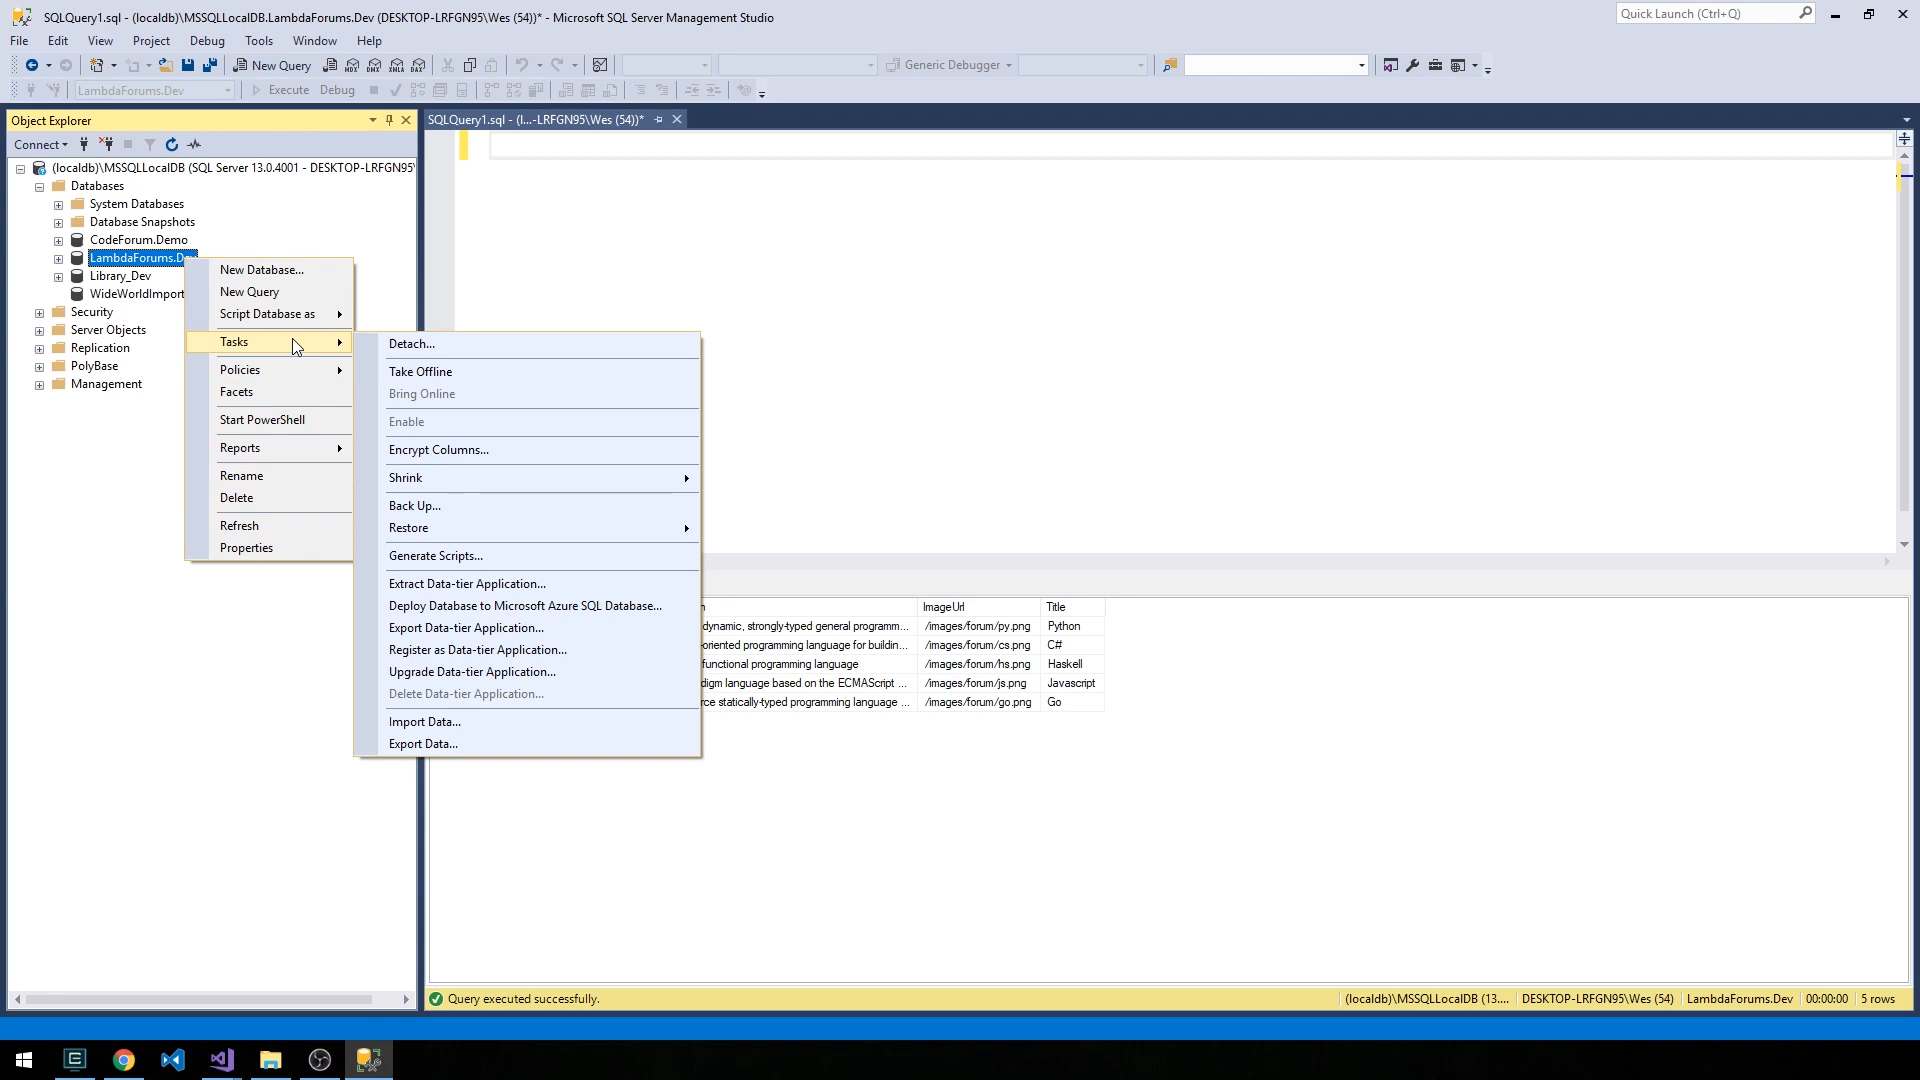 SQLQuery1.sql - (localdb)\MSSQLLocalDB.LambdaForums.Dev (DESKTOP-LRFGN95\Wes (54))* - Microsoft SQL Server Management Studio
Quick Launch (Ctrl+Q)
File Edit View Project Debug Tools Window Help
New Query
MDX DMX XMLA DAX
Generic Debugger
LambdaForums.Dev
Execute Debug
Object Explorer
SQLQuery1.sql - (l...-LRFGN95\Wes (54))*
Connect
(localdb)\MSSQLLocalDB (SQL Server 13.0.4001 - DESKTOP-LRFGN95\
Databases
System Databases
Database Snapshots
CodeForum.Demo
LambdaForums.Dev
Library_Dev
WideWorldImport
Security
Server Objects
Replication
PolyBase
Management
New Database...
New Query
Script Database as
Tasks
Policies
Facets
Start PowerShell
Reports
Rename
Delete
Refresh
Properties
Detach...
Take Offline
Bring Online
Enable
Encrypt Columns...
Shrink
Back Up...
Restore
Generate Scripts...
Extract Data-tier Application...
Deploy Database to Microsoft Azure SQL Database...
Export Data-tier Application...
Register as Data-tier Application...
Upgrade Data-tier Application...
Delete Data-tier Application...
Import Data...
Export Data...
n ImageUrl Title
dynamic, strongly-typed general programm... /images/forum/py.png Python
-oriented programming language for buildin... /images/forum/cs.png C#
functional programming language /images/forum/hs.png Haskell
digm language based on the ECMAScript ... /images/forum/js.png Javascript
rce statically-typed programming language ... /images/forum/go.png Go
Query executed successfully.
(localdb)\MSSQLLocalDB (13.... DESKTOP-LRFGN95\Wes (54) LambdaForums.Dev 00:00:00 5 rows